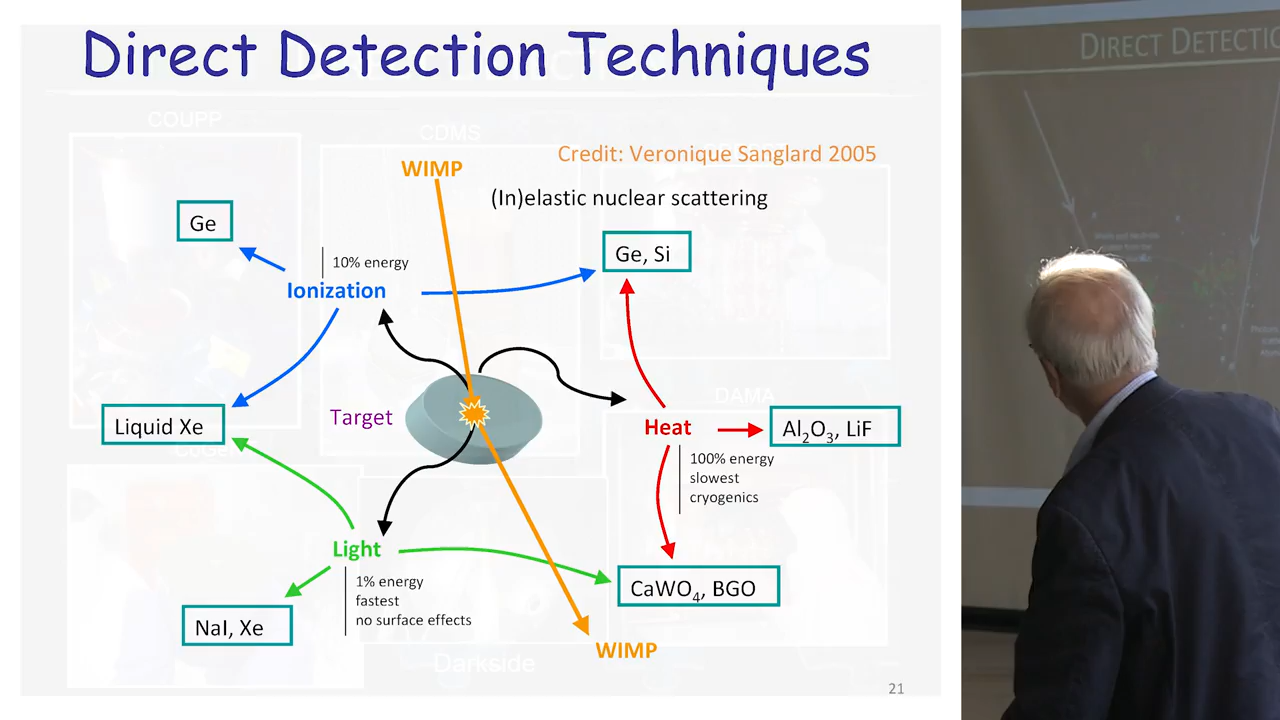 Direct Detection Techniques
COUPP
CDMS
Credit: Veronique Sanglard 2005
WIMP
(In)elastic nuclear scattering
Ge
Ge, Si
10% energy
Ionization
DAMA
Target
Liquid Xe
Heat
Al₂O₃, LiF
CoGeNT
100% energy
slowest
cryogenics
Light
1% energy
fastest
no surface effects
CaWO₄, BGO
NaI, Xe
WIMP
Darkside
21
DIRECT DETECTIO